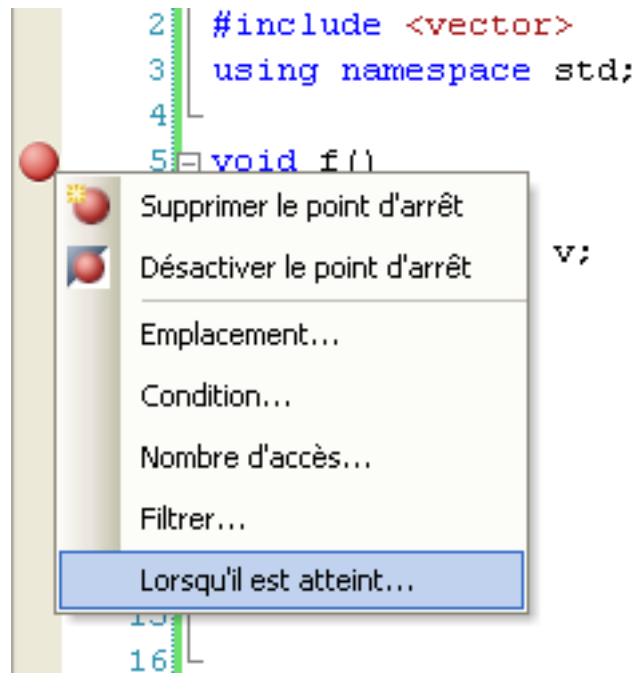 2 #include <vector>
3 using namespace std;
4
5 void f()
Supprimer le point d'arrêt
v;
Désactiver le point d'arrêt
Emplacement...
Condition...
Nombre d'accès...
Filtrer...
Lorsqu'il est atteint...
15
16